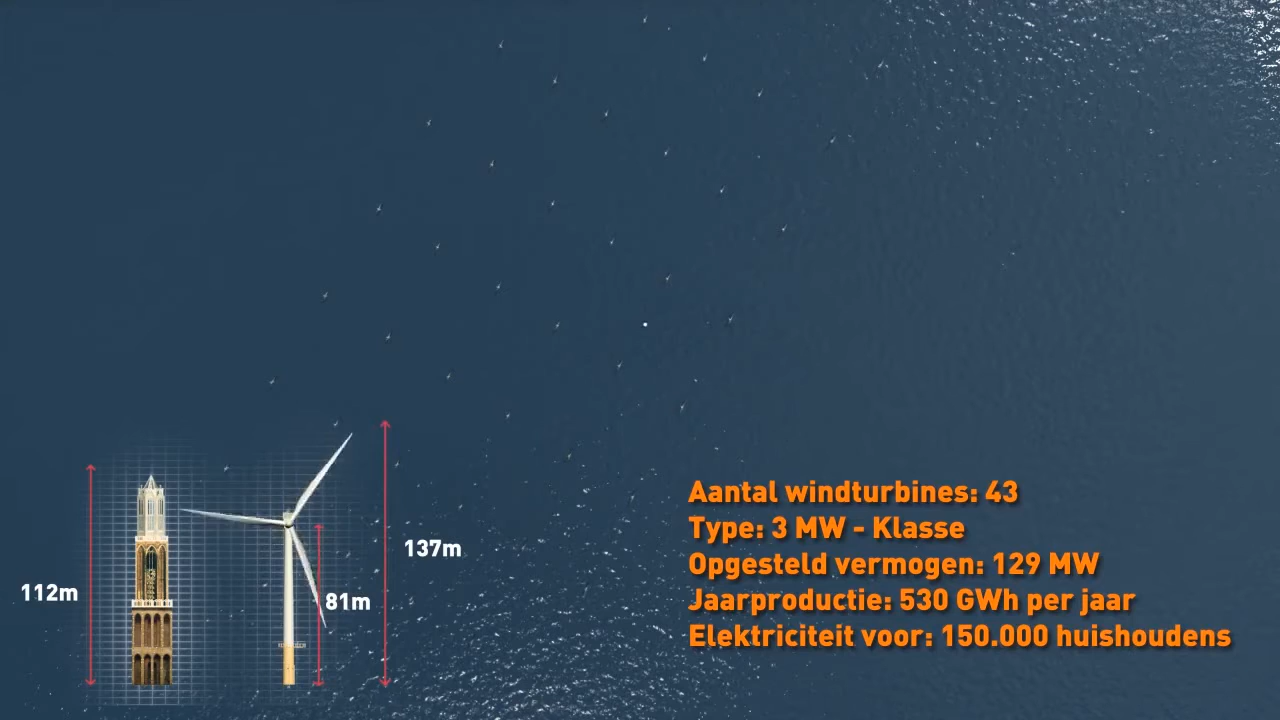 137m
112m
81m
Aantal windturbines: 43
Type: 3 MW - Klasse
Opgesteld vermogen: 129 MW
Jaarproductie: 530 GWh per jaar
Elektriciteit voor: 150.000 huishoudens